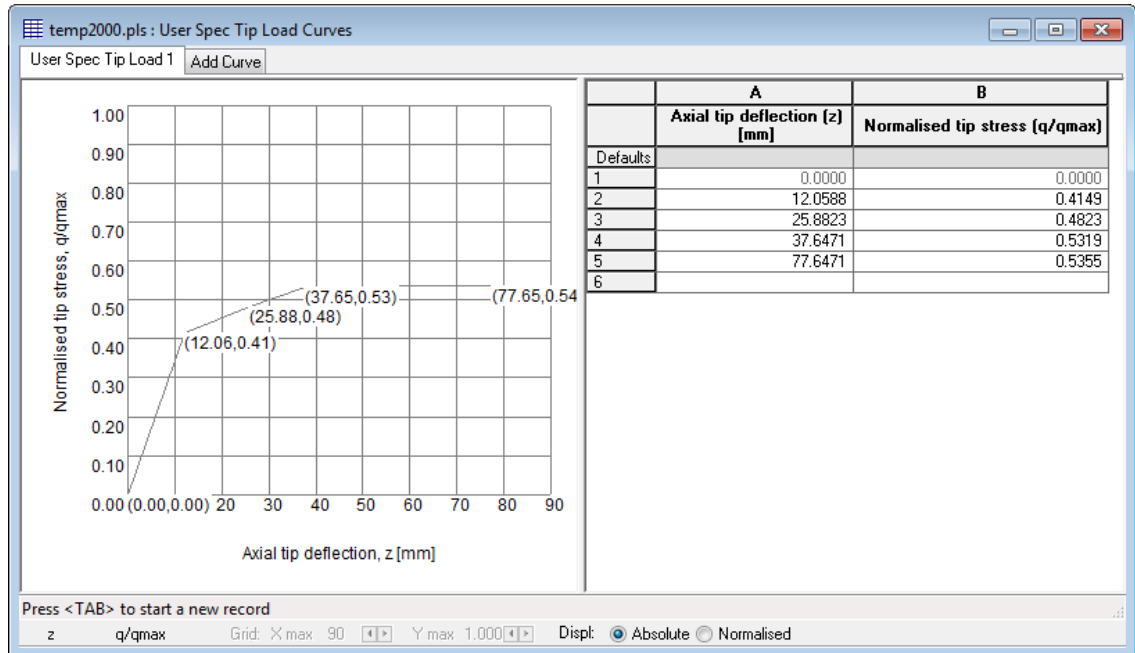 temp2000.pls : User Spec Tip Load Curves
User Spec Tip Load 1 Add Curve
1.00
0.90
0.80
0.70
0.60
0.50
0.40
0.30
0.20
0.10
0.00
Normalised tip stress, q/qmax
(37.65,0.53)
(77.65,0.54
(25.88,0.48)
(12.06,0.41)
(0.00,0.00) 20 30 40 50 60 70 80 90
Axial tip deflection, z [mm]
A B
Axial tip deflection (z) [mm] Normalised tip stress (q/qmax)
Defaults
1 0.0000 0.0000
2 12.0588 0.4149
3 25.8823 0.4823
4 37.6471 0.5319
5 77.6471 0.5355
6
Press <TAB> to start a new record
z q/qmax Grid: X max 90 Y max 1.000 Displ: Absolute Normalised